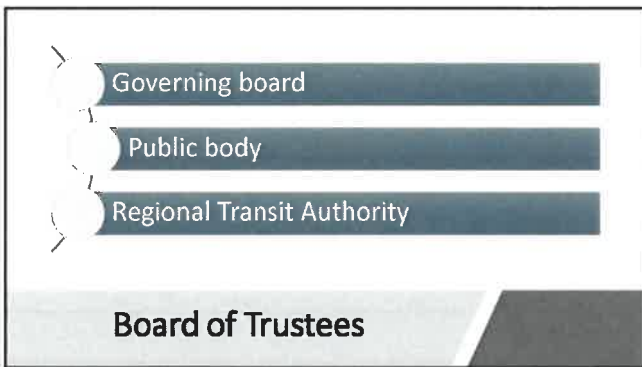 Governing board
Public body
Regional Transit Authority
Board of Trustees